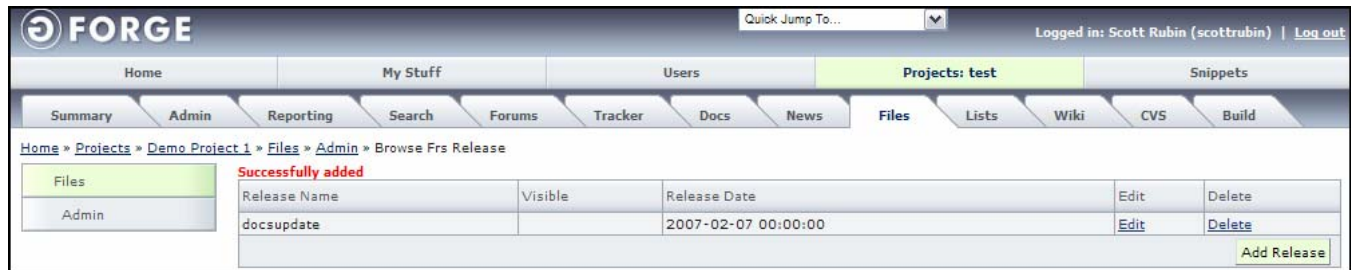 GFORGE
Quick Jump To...
Logged in: Scott Rubin (scottrubin) | Log out
Home My Stuff Users Projects: test Snippets
Summary Admin Reporting Search Forums Tracker Docs News Files Lists Wiki CVS Build
Home » Projects » Demo Project 1 » Files » Admin » Browse Frs Release
Files
Admin
Successfully added
Release Name Visible Release Date Edit Delete
docsupdate 2007-02-07 00:00:00 Edit Delete
Add Release